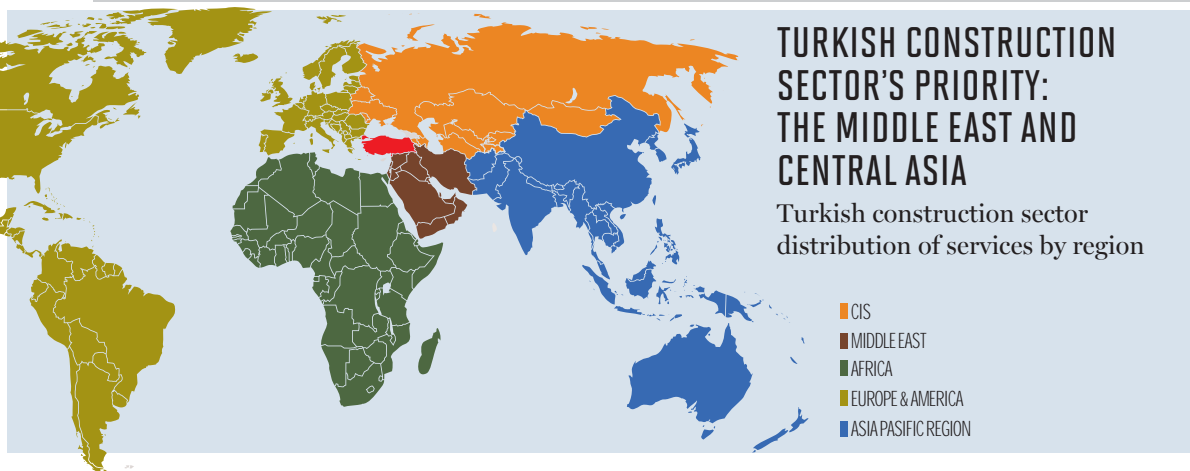 TURKISH CONSTRUCTION
SECTOR'S PRIORITY:
THE MIDDLE EAST AND
CENTRAL ASIA
Turkish construction sector
distribution of services by region
CIS
MIDDLE EAST
AFRICA
EUROPE & AMERICA
ASIA PASIFIC REGION